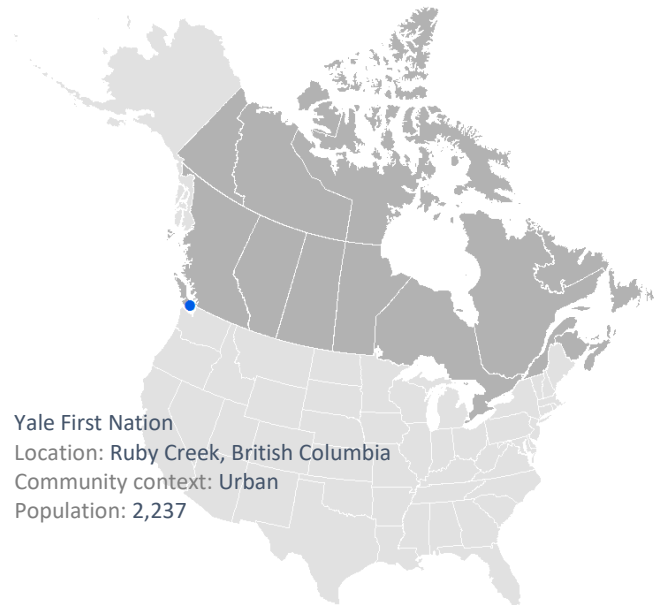 Yale First Nation
Location: Ruby Creek, British Columbia
Community context: Urban
Population: 2,237